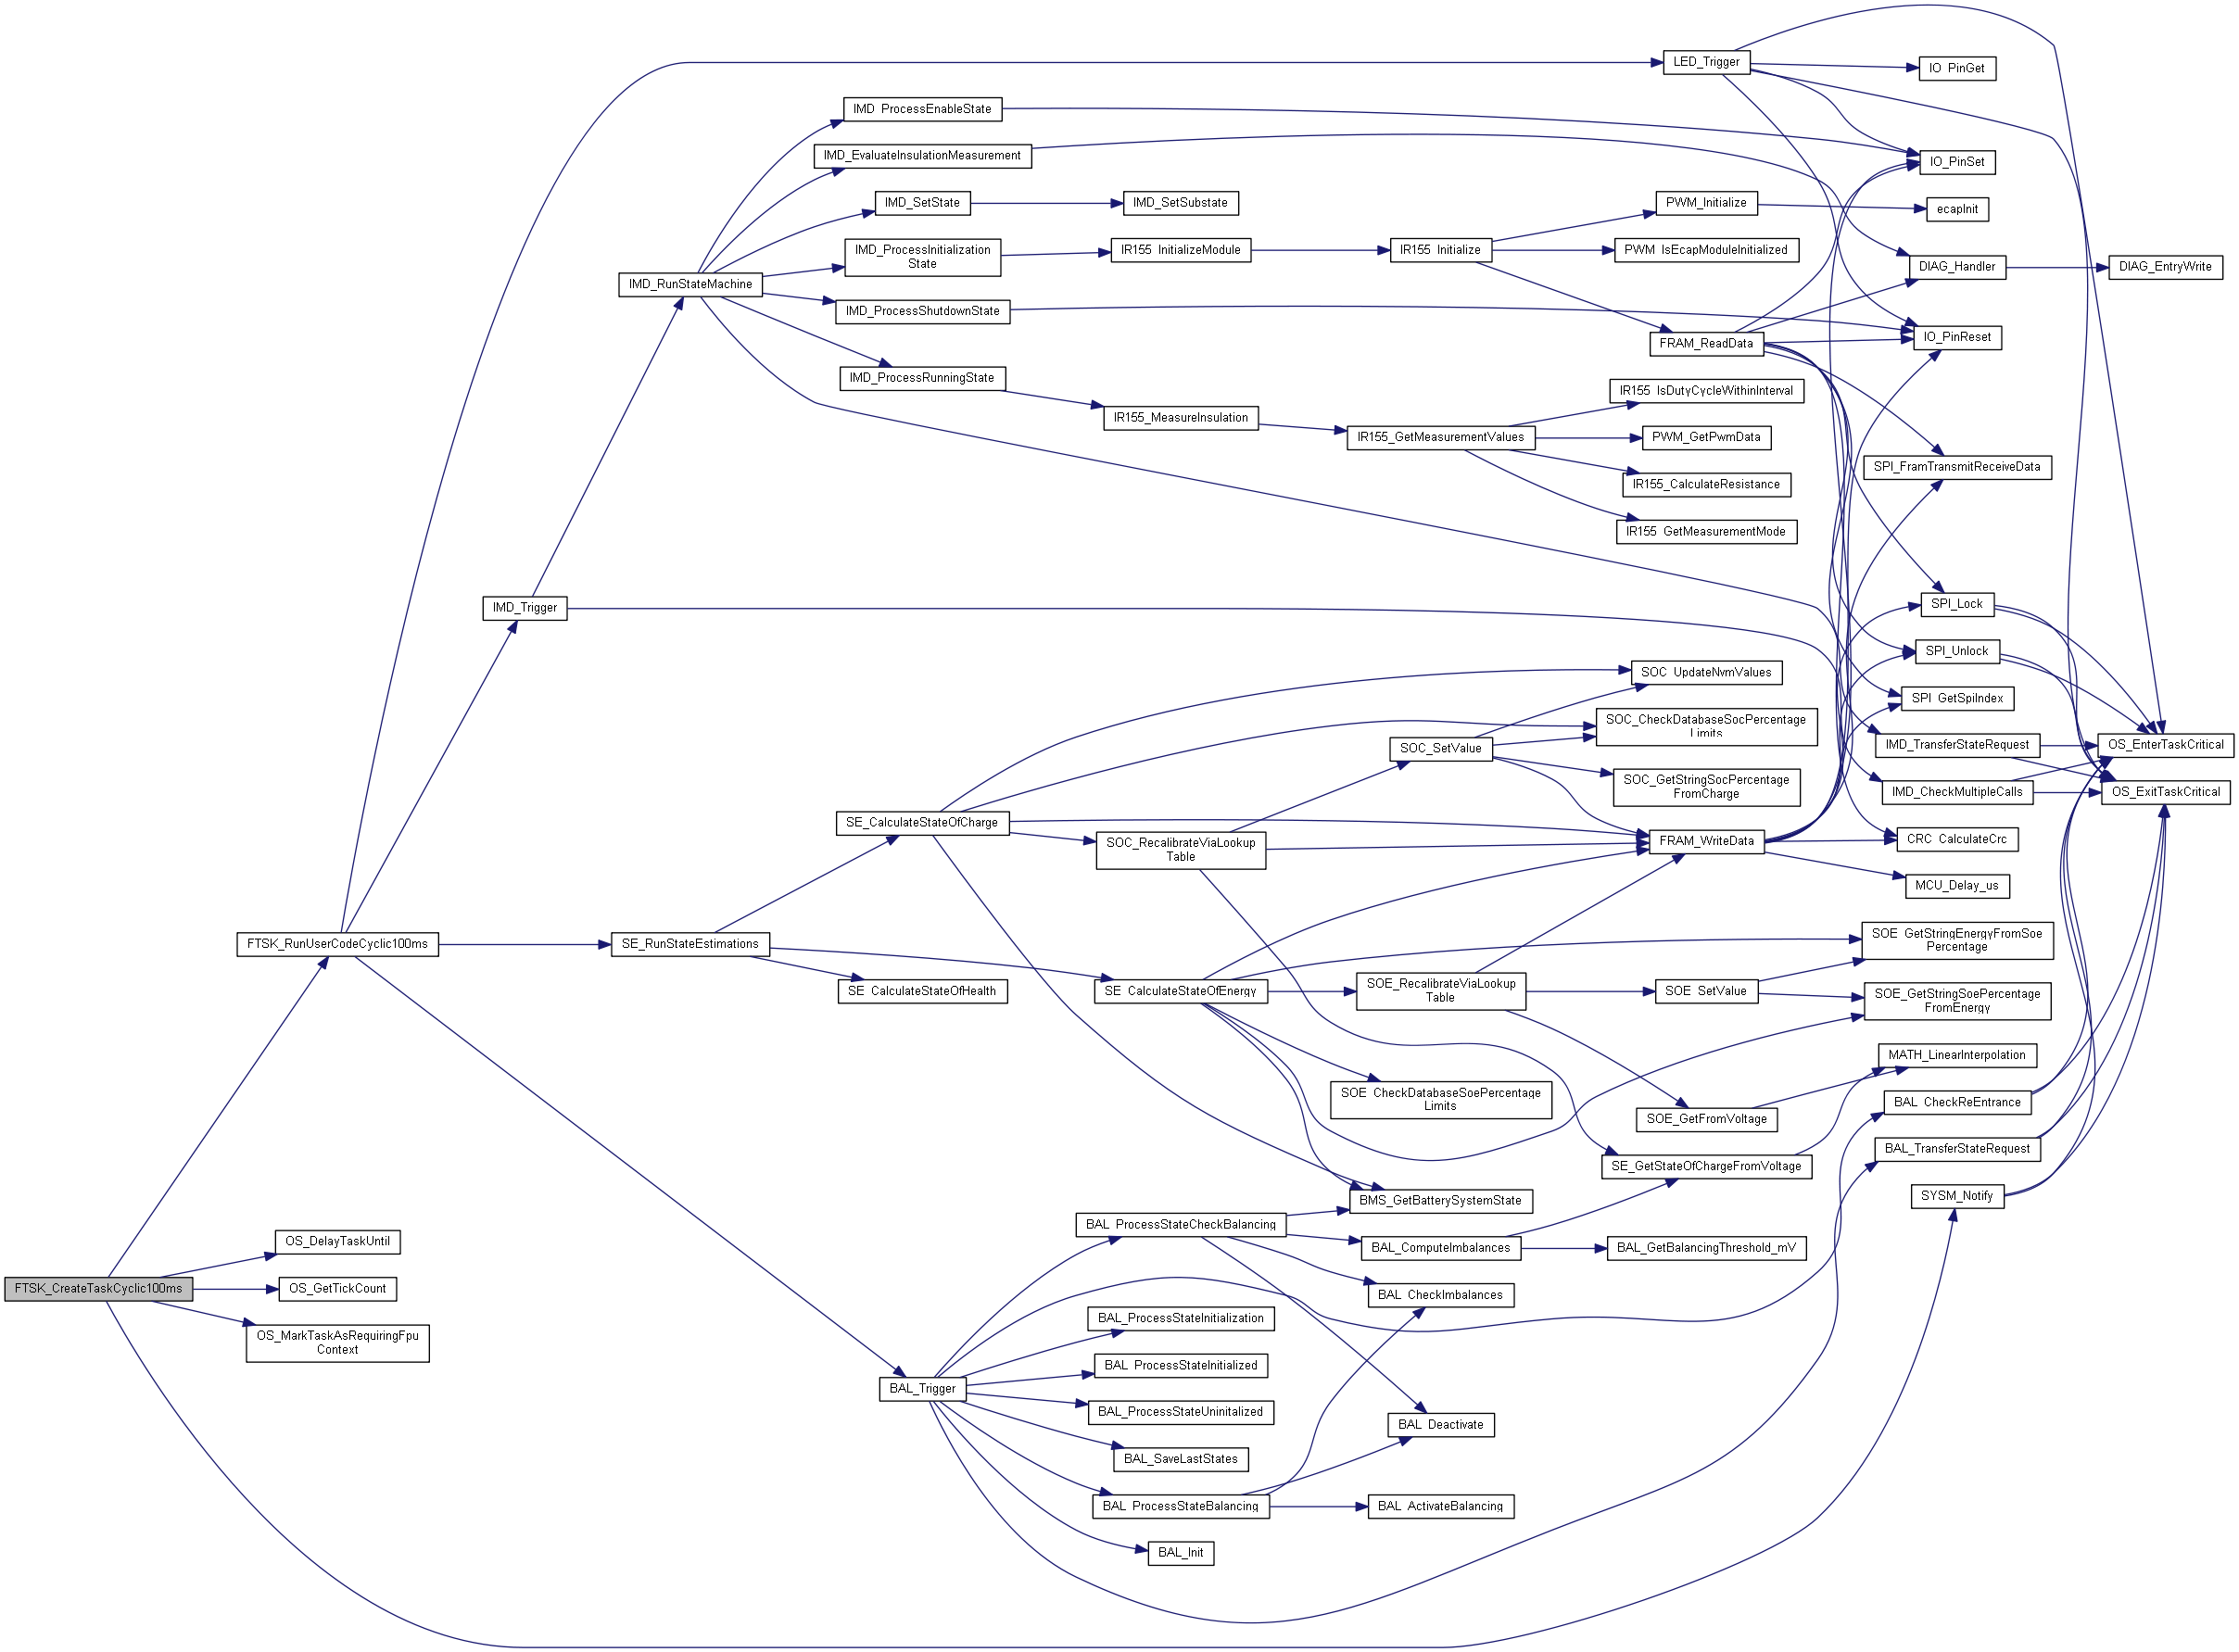 LED_Trigger
IO_PinGet
IMD_ProcessEnableState
IMD_EvaluateInsulationMeasurement
IO_PinSet
IMD_SetState
IMD_SetSubstate
PWM_Initialize
ecapInit
IMD_ProcessInitialization
State
IR155_InitializeModule
IR155_Initialize
PWM_IsEcapModuleInitialized
DIAG_Handler
DIAG_EntryWrite
IMD_RunStateMachine
IMD_ProcessShutdownState
FRAM_ReadData
IO_PinReset
IMD_ProcessRunningState
IR155_IsDutyCycleWithinInterval
IR155_MeasureInsulation
IR155_GetMeasurementValues
PWM_GetPwmData
SPI_FramTransmitReceiveData
IR155_CalculateResistance
IR155_GetMeasurementMode
IMD_Trigger
SPI_Lock
SPI_Unlock
SOC_UpdateNvmValues
SPI_GetSpiIndex
SOC_CheckDatabaseSocPercentage
Limits
SOC_SetValue
IMD_TransferStateRequest
OS_EnterTaskCritical
SOC_GetStringSocPercentage
FromCharge
IMD_CheckMultipleCalls
OS_ExitTaskCritical
SE_CalculateStateOfCharge
SOC_RecalibrateViaLookup
Table
FRAM_WriteData
CRC_CalculateCrc
MCU_Delay_us
FTSK_RunUserCodeCyclic100ms
SE_RunStateEstimations
SOE_GetStringEnergyFromSoe
Percentage
SE_CalculateStateOfHealth
SE_CalculateStateOfEnergy
SOE_RecalibrateViaLookup
Table
SOE_SetValue
SOE_GetStringSoePercentage
FromEnergy
MATH_LinearInterpolation
SOE_CheckDatabaseSoePercentage
Limits
SOE_GetFromVoltage
BAL_CheckReEntrance
BAL_TransferStateRequest
SE_GetStateOfChargeFromVoltage
BMS_GetBatterySystemState
SYSM_Notify
BAL_ProcessStateCheckBalancing
OS_DelayTaskUntil
BAL_ComputeImbalances
BAL_GetBalancingThreshold_mV
FTSK_CreateTaskCyclic100ms
OS_GetTickCount
BAL_CheckImbalances
BAL_ProcessStateInitialization
OS_MarkTaskAsRequiringFpu
Context
BAL_ProcessStateInitialized
BAL_Trigger
BAL_ProcessStateUninitalized
BAL_Deactivate
BAL_SaveLastStates
BAL_ProcessStateBalancing
BAL_ActivateBalancing
BAL_Init